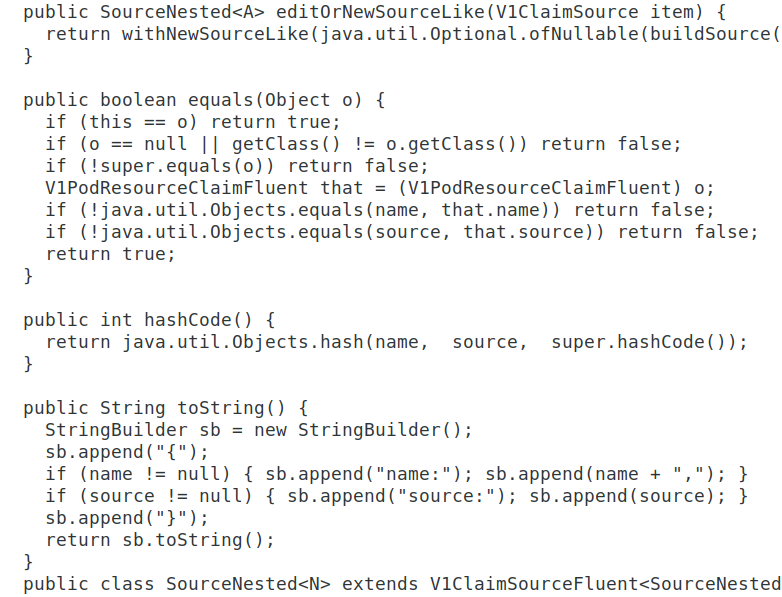 public SourceNested<A> editOrNewSourceLike(V1ClaimSource item) {
return withNewSourceLike(java.util.Optional.ofNullable(buildSource(
}
public boolean equals(Object o) {
if (this == o) return true;
if (o == null || getClass() != o.getClass()) return false;
if (!super.equals(o)) return false;
V1PodResourceClaimFluent that = (V1PodResourceClaimFluent) o;
if (!java.util.Objects.equals(name, that.name)) return false;
if (!java.util.Objects.equals(source, that.source)) return false;
return true;
}
public int hashCode() {
return java.util.Objects.hash(name,  source,  super.hashCode());
}
public String toString() {
StringBuilder sb = new StringBuilder();
sb.append("{");
if (name != null) { sb.append("name:"); sb.append(name + ","); }
if (source != null) { sb.append("source:"); sb.append(source); }
sb.append("}");
return sb.toString();
}
public class SourceNested<N> extends V1ClaimSourceFluent<SourceNested